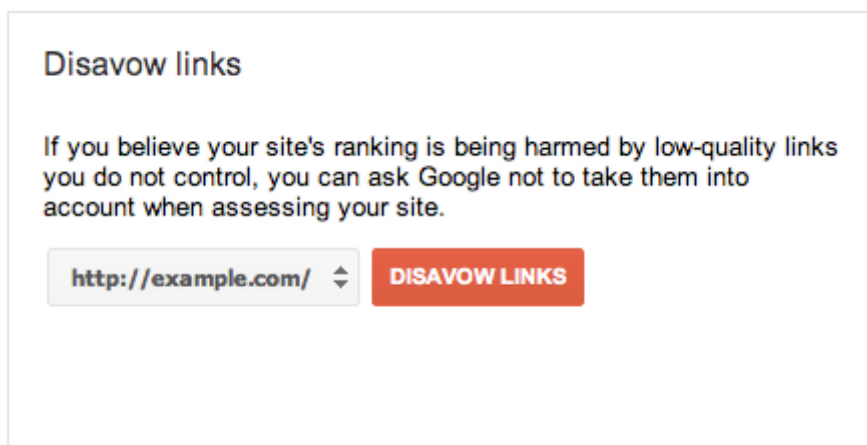 Disavow links
If you believe your site's ranking is being harmed by low-quality links
you do not control, you can ask Google not to take them into
account when assessing your site.
http://example.com/ DISAVOW LINKS